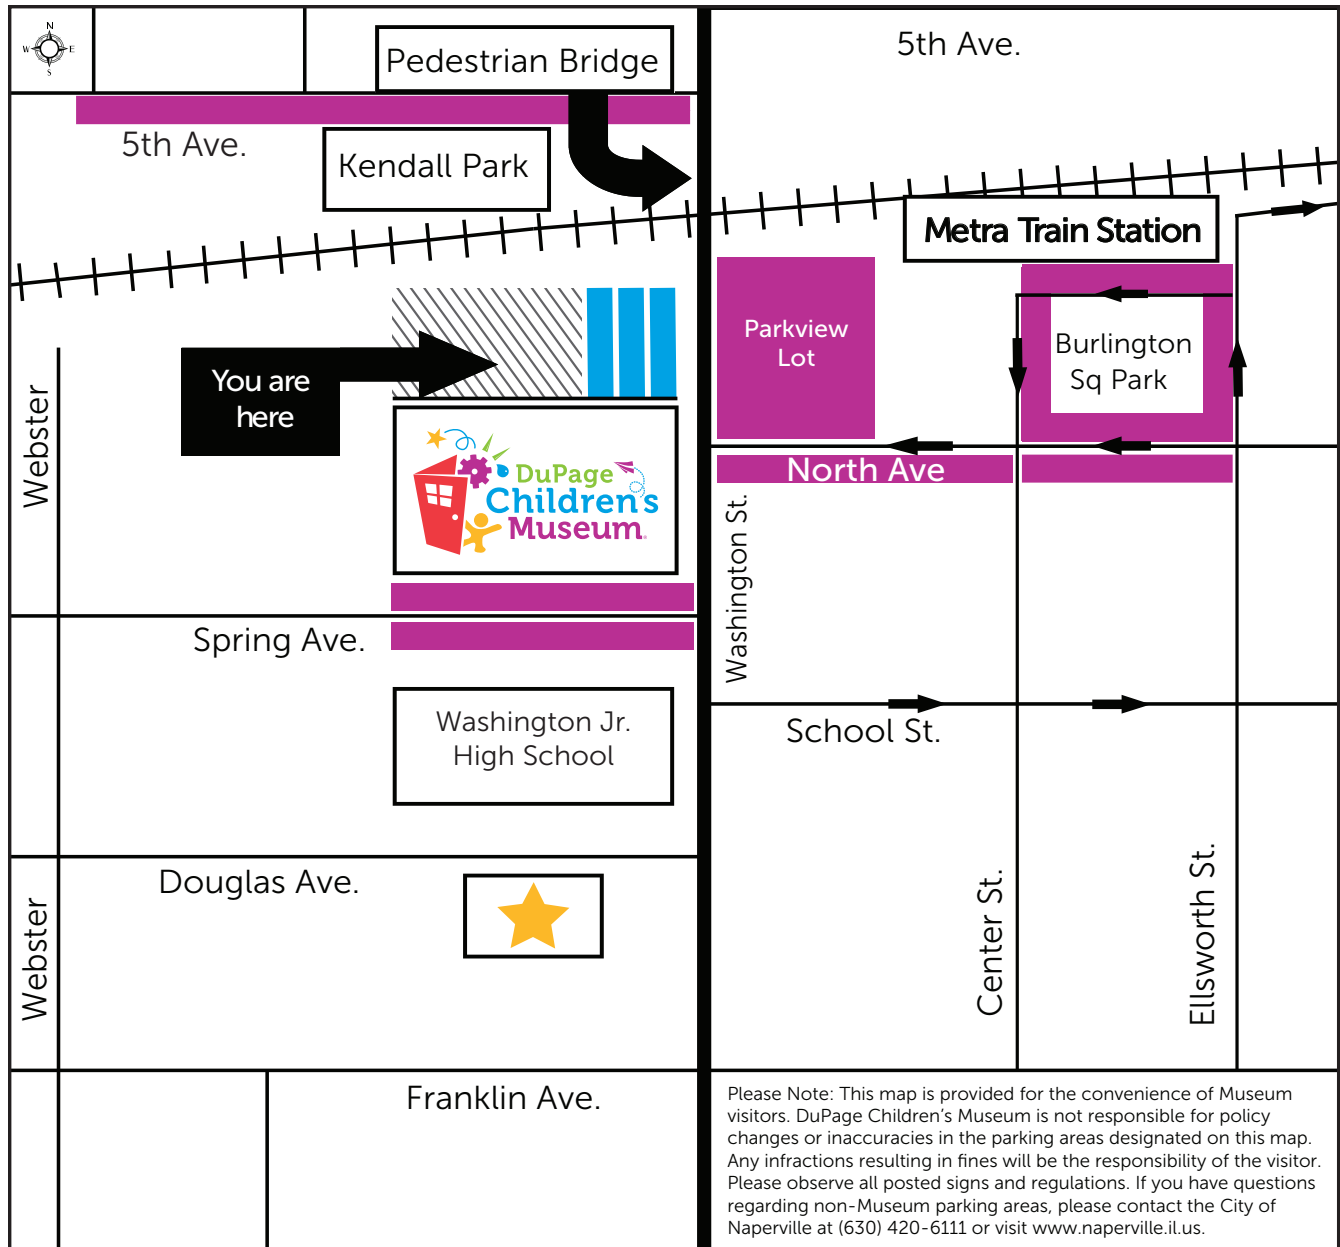 N
W E
S
Pedestrian Bridge
5th Ave.
5th Ave.
Kendall Park
Metra Train Station
Parkview
Lot
Burlington
Sq Park
You are
here
Webster
DuPage
Children's
Museum
North Ave
Washington St.
Spring Ave.
Washington Jr.
High School
School St.
Douglas Ave.
Webster
Center St.
Ellsworth St.
Franklin Ave.
Please Note: This map is provided for the convenience of Museum
visitors. DuPage Children’s Museum is not responsible for policy
changes or inaccuracies in the parking areas designated on this map.
Any infractions resulting in fines will be the responsibility of the visitor.
Please observe all posted signs and regulations. If you have questions
regarding non-Museum parking areas, please contact the City of
Naperville at (630) 420-6111 or visit www.naperville.il.us.